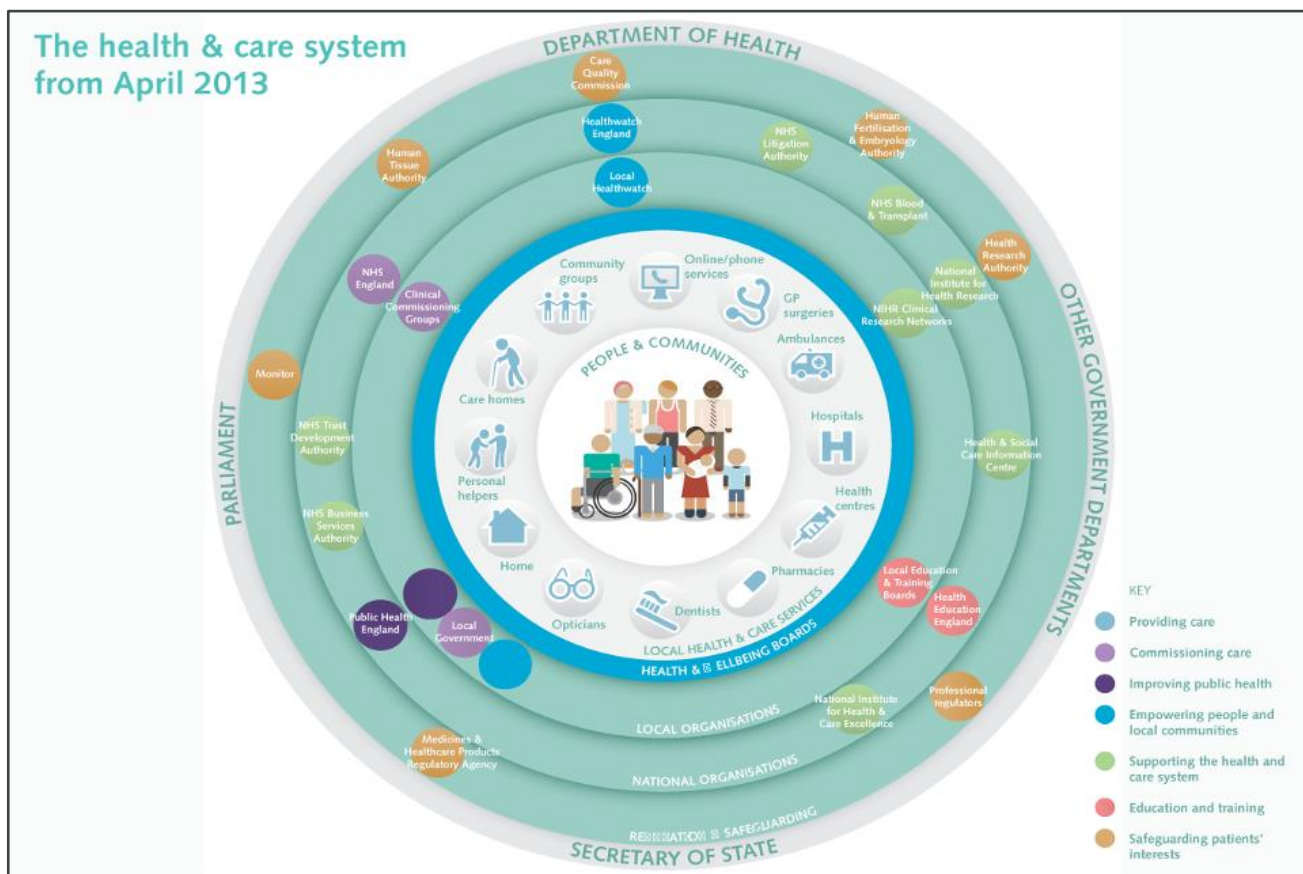 The health & care system
from April 2013
DEPARTMENT OF HEALTH
Care
Quality
Commission
Healthwatch
England
Local
Healthwatch
NHS
Litigation
Authority
Human
Fertilisation
& Embryology
Authority
Human
Tissue
Authority
NHS Blood
& Transplant
Health
Research
Authority
National
Institute for
Health Research
NIHR Clinical
Research Networks
NHS
England
Clinical
Commissioning
Groups
Monitor
NHS Trust
Development
Authority
NHS Business
Services
Authority
PARLIAMENT
OTHER GOVERNMENT DEPARTMENTS
Community
groups
Online/phone
services
GP
surgeries
Ambulances
Care homes
PEOPLE & COMMUNITIES
Hospitals
H
Personal
helpers
Health
centres
Home
Pharmacies
Opticians
Dentists
LOCAL HEALTH & CARE SERVICES
HEALTH & ELLBEING BOARDS
Health & Social
Care Information
Centre
Local Education
& Training
Boards
Health
Education
England
Public Health
England
Local
Government
National Institute
for Health &
Care Excellence
Professional
regulators
Medicines &
Healthcare Products
Regulatory Agency
LOCAL ORGANISATIONS
NATIONAL ORGANISATIONS
SAFEGUARDING
SECRETARY OF STATE
KEY
Providing care
Commissioning care
Improving public health
Empowering people and
local communities
Supporting the health and
care system
Education and training
Safeguarding patients'
interests